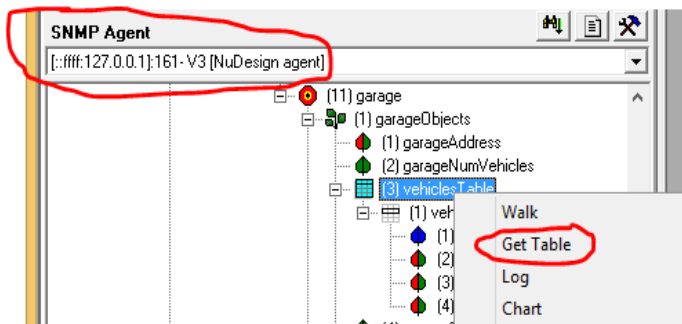 SNMP Agent
[::ffff:127.0.0.1]:161- V3 [NuDesign agent]
(11) garage
(1) garageObjects
(1) garageAddress
(2) garageNumVehicles
(3) vehiclesTable
(1) veh
Walk
(1)
Get Table
(2)
(3)
Log
(4)
Chart